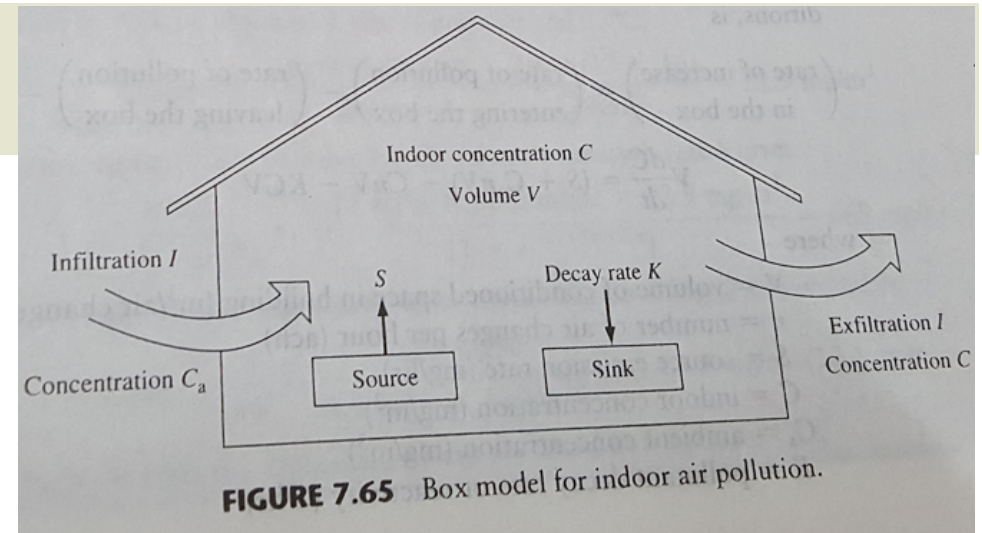 Indoor concentration C
Volume V
Infiltration I
S
Decay rate K
Exfiltration I
Concentration Cₐ
Source
Sink
Concentration C
FIGURE 7.65 Box model for indoor air pollution.